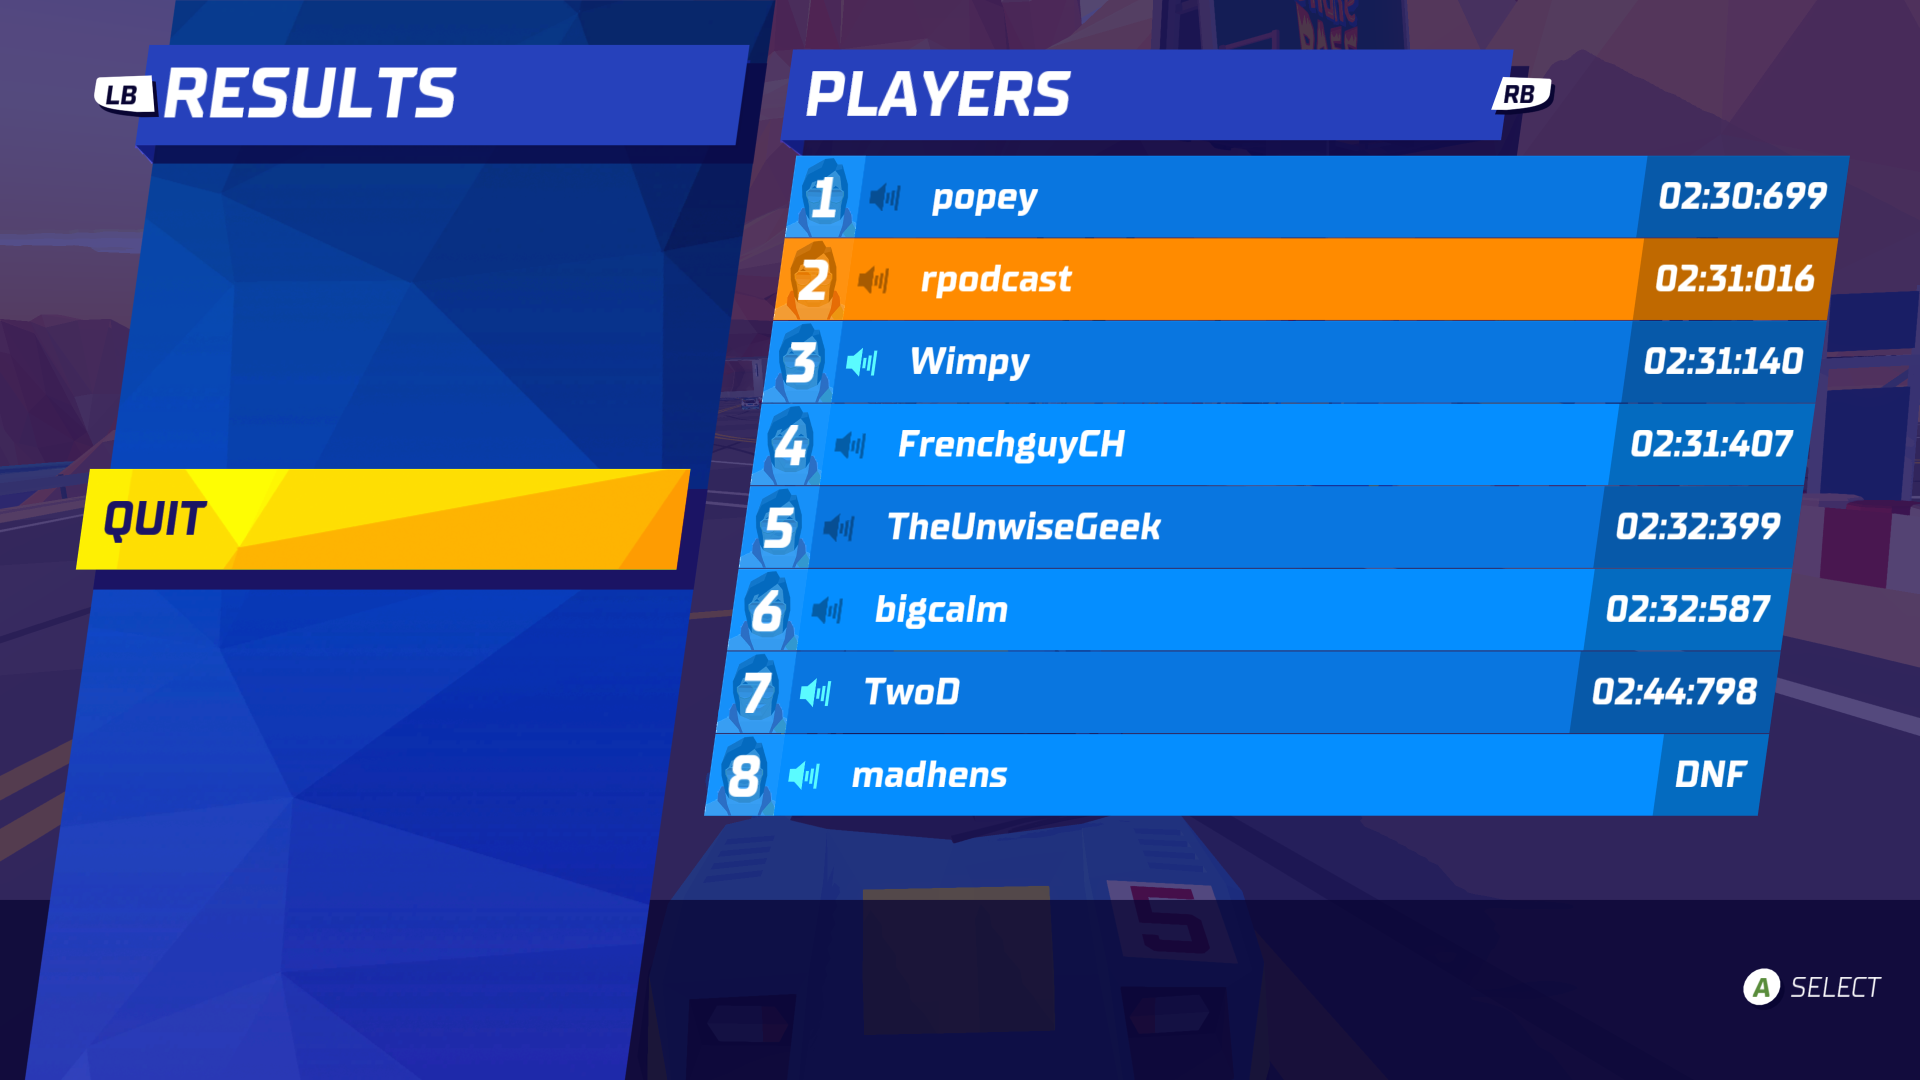 LB RESULTS
PLAYERS RB
1 popey 02:30:699
2 rpodcast 02:31:016
3 Wimpy 02:31:140
4 FrenchguyCH 02:31:407
5 TheUnwiseGeek 02:32:399
6 bigcalm 02:32:587
7 TwoD 02:44:798
8 madhens DNF
QUIT
5
A SELECT